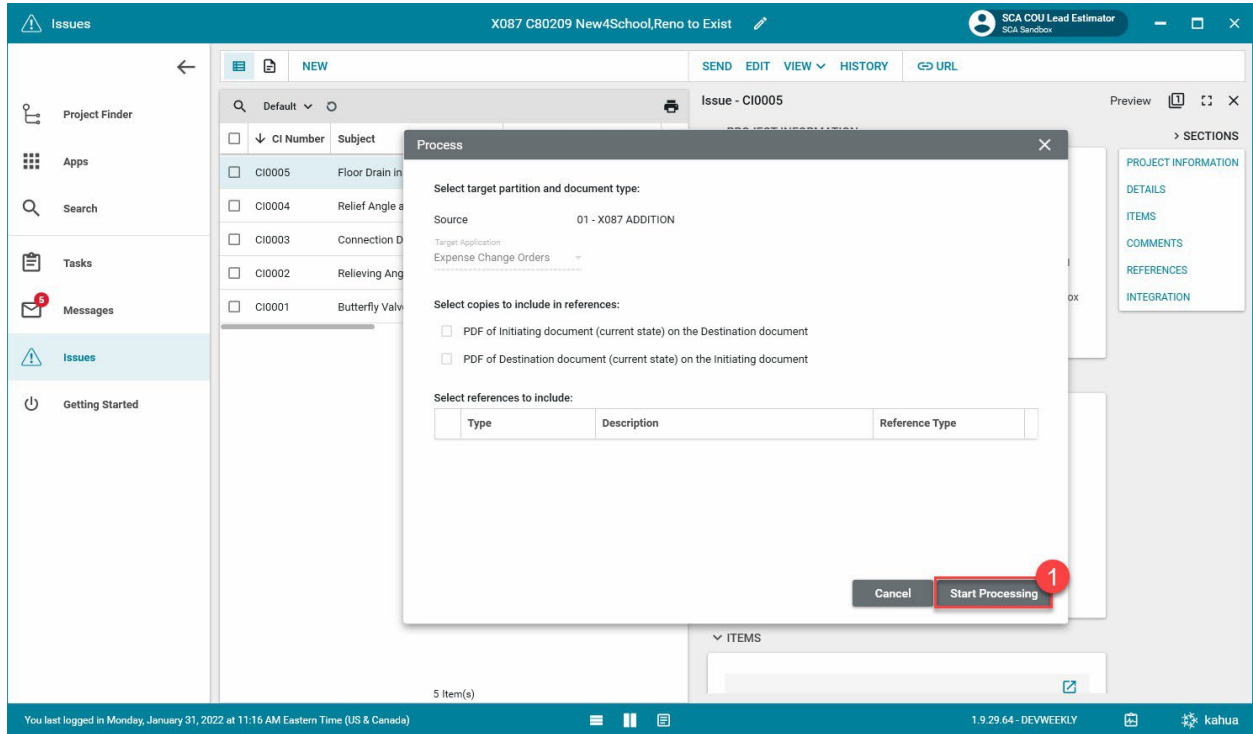 Issues
X087 C80209 New4School,Reno to Exist
SCA COU Lead Estimator
SCA Sandbox
NEW
SEND EDIT VIEW HISTORY URL
Default
Issue - CI0005
Preview
1
Project Finder
Apps
Search
Tasks
5
Messages
Issues
Getting Started
CI Number Subject
CI0005 Floor Drain in
CI0004 Relief Angle a
CI0003 Connection D
CI0002 Relieving Ang
CI0001 Butterfly Valv
5 Item(s)
> SECTIONS
PROJECT INFORMATION
DETAILS
ITEMS
COMMENTS
REFERENCES
INTEGRATION
Process
Select target partition and document type:
Source 01 - X087 ADDITION
Target Application
Expense Change Orders
Select copies to include in references:
PDF of Initiating document (current state) on the Destination document
PDF of Destination document (current state) on the Initiating document
Select references to include:
Type Description Reference Type
Cancel Start Processing
1
ox
ITEMS
You last logged in Monday, January 31, 2022 at 11:16 AM Eastern Time (US & Canada)
1.9.29.64 - DEVWEEKLY
kahua